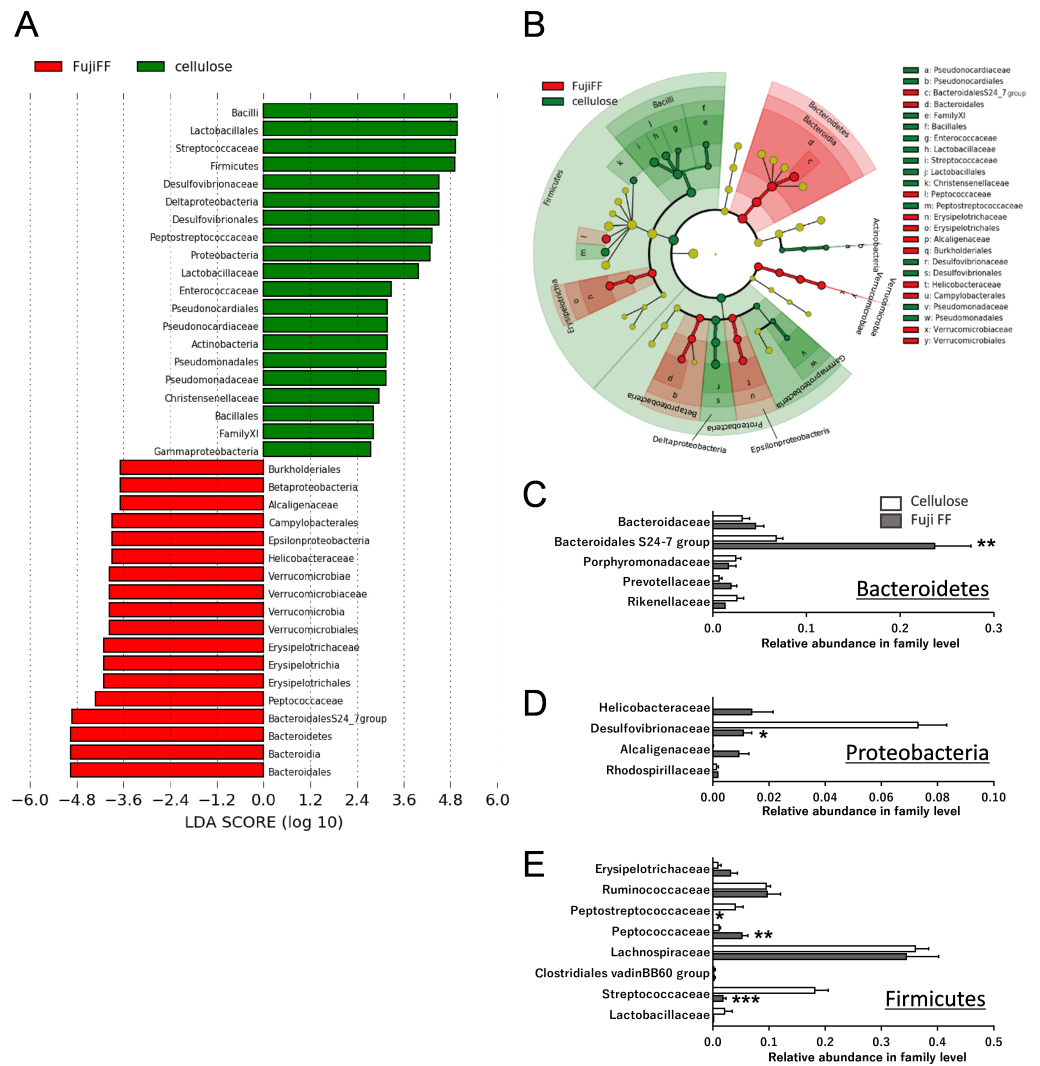 A
FujiFF
cellulose
Bacilli
Lactobacillales
Streptococcaceae
Firmicutes
Desulfovibrionaceae
Deltaproteobacteria
Desulfovibrionales
Peptostreptococcaceae
Proteobacteria
Lactobacillaceae
Enterococcaceae
Pseudonocardiales
Pseudonocardiaceae
Actinobacteria
Pseudomonadales
Pseudomonadaceae
Christensenellaceae
Bacillales
FamilyXI
Gammaproteobacteria
Burkholderiales
Betaproteobacteria
Alcaligenaceae
Campylobacterales
Epsilonproteobacteria
Helicobacteraceae
Verrucomicrobiae
Verrucomicrobiaceae
Verrucomicrobia
Verrucomicrobiales
Erysipelotrichaceae
Erysipelotrichia
Erysipelotrichales
Peptococcaceae
BacteroidalesS24_7group
Bacteroidetes
Bacteroidia
Bacteroidales
−6.0 −4.8 −3.6 −2.4 −1.2 0.0 1.2 2.4 3.6 4.8 6.0
LDA SCORE (log 10)
B
FujiFF
cellulose
Bacilli
Bacteroidetes
Bacteroidia
Firmicutes
Actinobacteria
Verrucomicrobia
Verrucomicrobiae
Erysipelotrichia
Betaproteobacteria
Proteobacteria
Gammaproteobacteria
Deltaproteobacteria
Epsilonproteobacteris
j
f
h
g
e
i
k
d
c
l
m
a
b
x
y
o
n
p
q
r
s
t
u
v
w
a: Pseudonocardiaceae
b: Pseudonocardiales
c: BacteroidalesS24_7group
d: Bacteroidales
e: FamilyXI
f: Bacillales
g: Enterococcaceae
h: Lactobacillaceae
i: Streptococcaceae
j: Lactobacillales
k: Christensenellaceae
l: Peptococcaceae
m: Peptostreptococcaceae
n: Erysipelotrichaceae
o: Erysipelotrichales
p: Alcaligenaceae
q: Burkholderiales
r: Desulfovibrionaceae
s: Desulfovibrionales
t: Helicobacteraceae
u: Campylobacterales
v: Pseudomonadaceae
w: Pseudomonadales
x: Verrucomicrobiaceae
y: Verrucomicrobiales
C
Cellulose
Fuji FF
Bacteroidaceae
Bacteroidales S24-7 group
**
Porphyromonadaceae
Prevotellaceae
Rikenellaceae
Bacteroidetes
0.0 0.1 0.2 0.3
Relative abundance in family level
D
Helicobacteraceae
Desulfovibrionaceae
*
Alcaligenaceae
Rhodospirillaceae
Proteobacteria
0.00 0.02 0.04 0.06 0.08 0.10
Relative abundance in family level
E
Erysipelotrichaceae
Ruminococcaceae
Peptostreptococcaceae
*
Peptococcaceae
**
Lachnospiraceae
Clostridiales vadinBB60 group
Streptococcaceae
***
Lactobacillaceae
Firmicutes
0.0 0.1 0.2 0.3 0.4 0.5
Relative abundance in family level